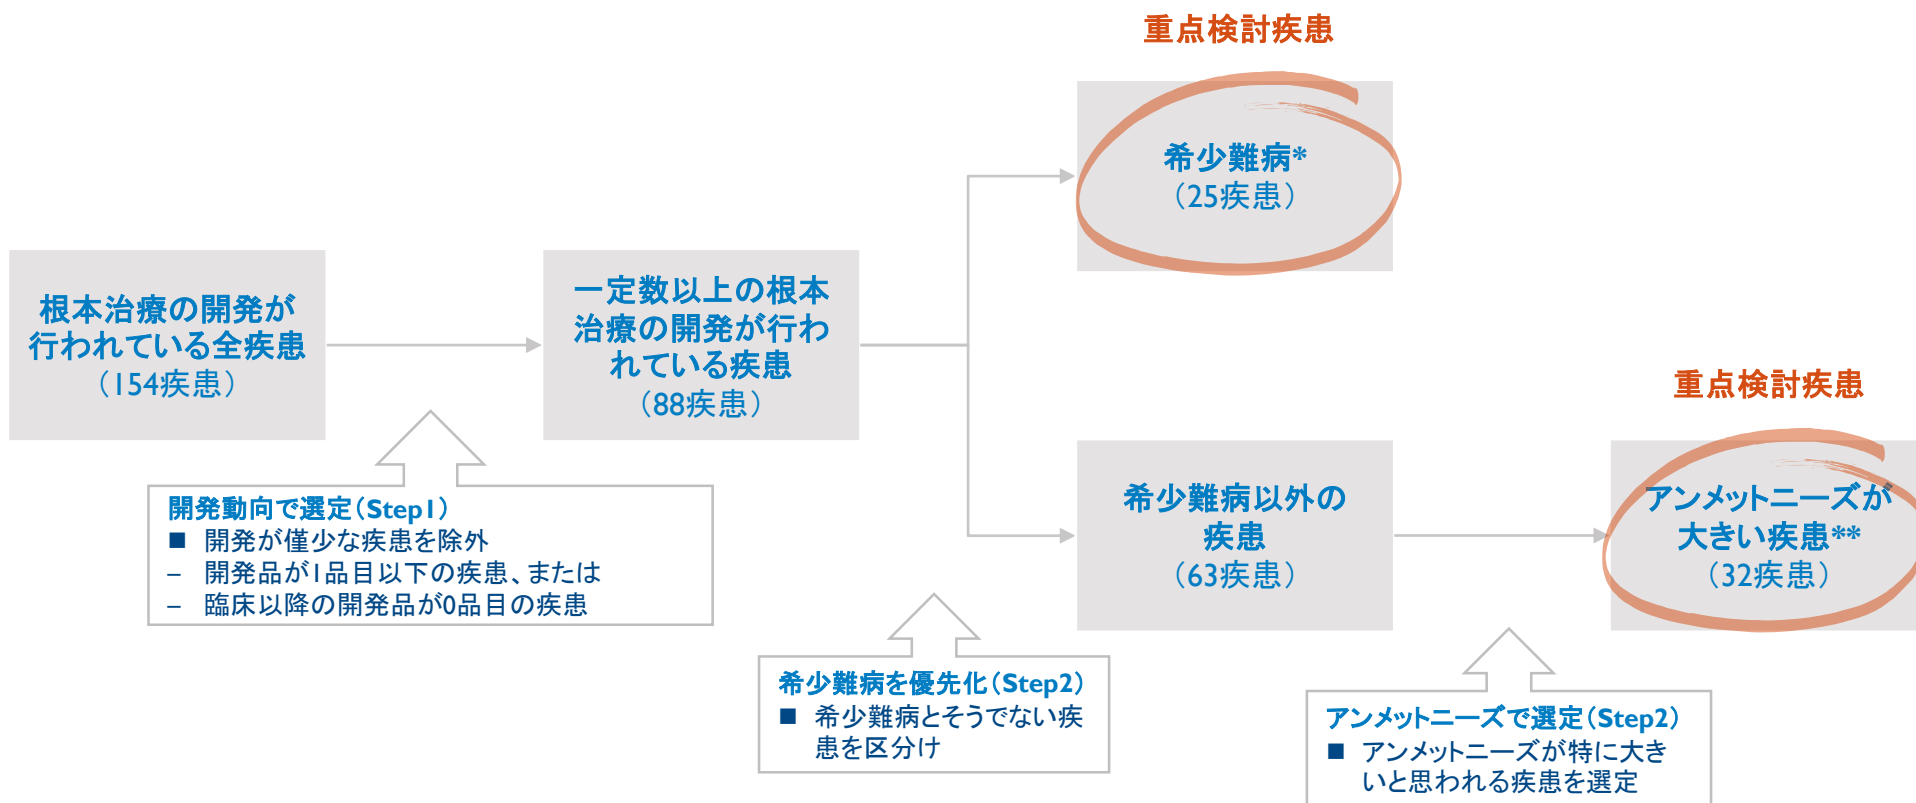 重点検討疾患
希少難病*
（25疾患）
根本治療の開発が
行われている全疾患
（154疾患）
一定数以上の根本
治療の開発が行わ
れている疾患
（88疾患）
重点検討疾患
希少難病以外の
疾患
（63疾患）
アンメットニーズが
大きい疾患**
（32疾患）
開発動向で選定（Step1）
■ 開発が僅少な疾患を除外
– 開発品が1品目以下の疾患、または
– 臨床以降の開発品が0品目の疾患
希少難病を優先化（Step2）
■ 希少難病とそうでない疾
患を区分け
アンメットニーズで選定（Step2）
■ アンメットニーズが特に大き
いと思われる疾患を選定